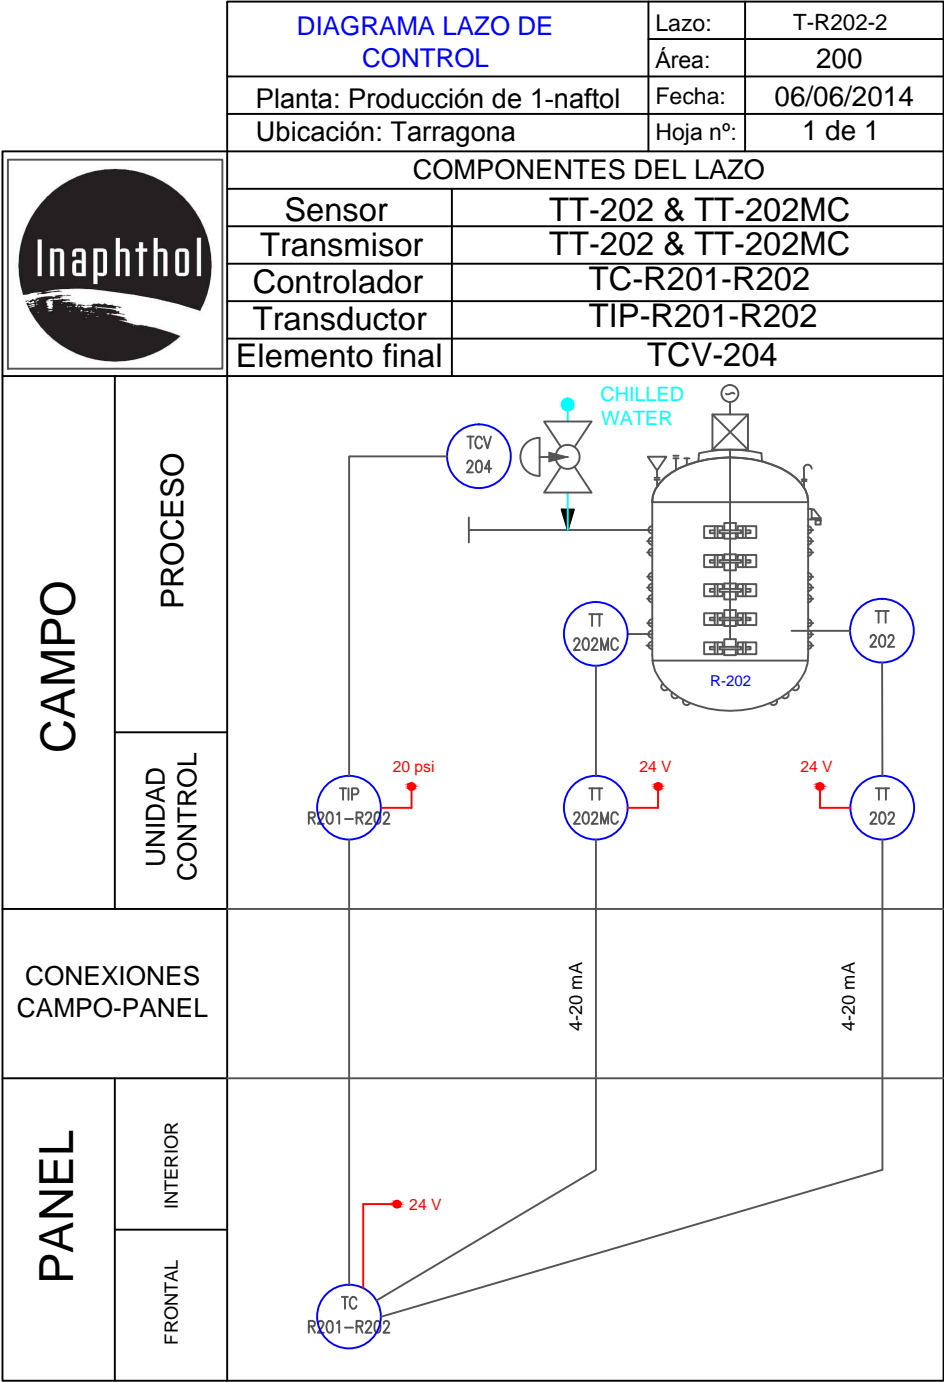 DIAGRAMA LAZO DE
CONTROL
Lazo:
T-R202-2
Área:
200
Planta: Producción de 1-naftol
Fecha:
06/06/2014
Ubicación: Tarragona
Hoja nº:
1 de 1
Inaphthol
COMPONENTES DEL LAZO
Sensor
TT-202 & TT-202MC
Transmisor
TT-202 & TT-202MC
Controlador
TC-R201-R202
Transductor
TIP-R201-R202
Elemento final
TCV-204
CAMPO
PROCESO
CHILLED
WATER
TCV
204
TT
202MC
TT
202
R-202
UNIDAD
CONTROL
20 psi
24 V
24 V
TIP
R201-R202
TT
202MC
TT
202
CONEXIONES
CAMPO-PANEL
4-20 mA
4-20 mA
PANEL
INTERIOR
24 V
FRONTAL
TC
R201-R202